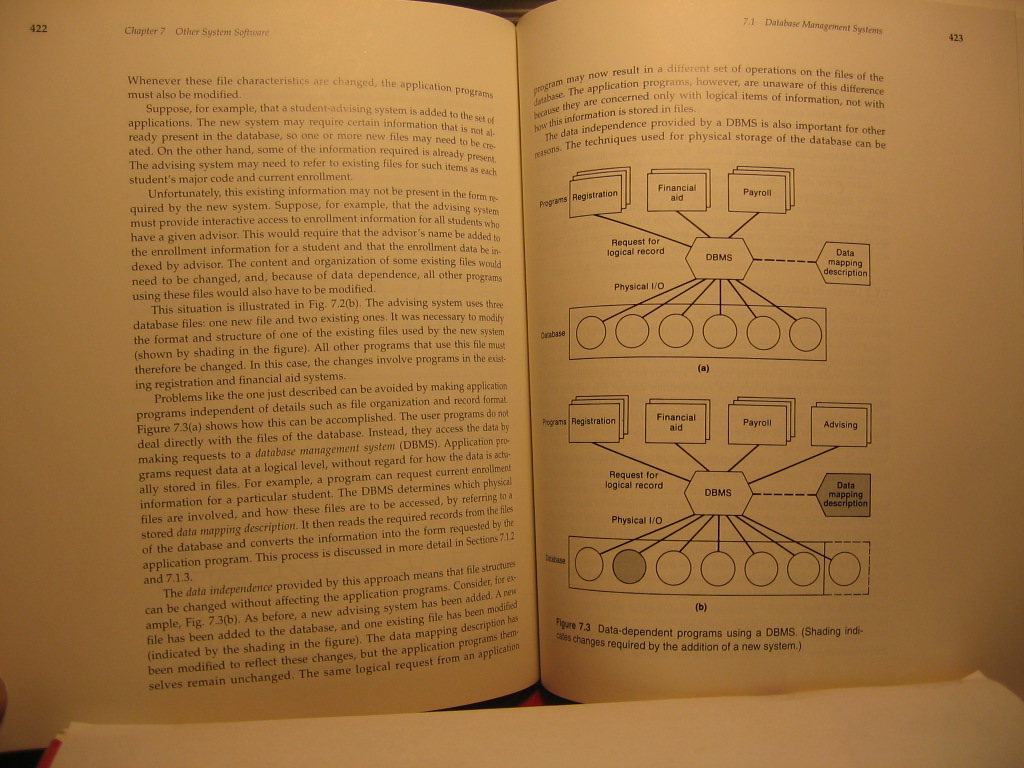 422
Chapter 7 Other System Software
Whenever these file characteristics are changed, the application programs
must also be modified.
Suppose, for example, that a student-advising system is added to the set of
applications. The new system may require certain information that is not al-
ready present in the database, so one or more new files may need to be cre-
ated. On the other hand, some of the information required is already present.
The advising system may need to refer to existing files for such items as each
student's major code and current enrollment.
Unfortunately, this existing information may not be present in the form re-
quired by the new system. Suppose, for example, that the advising system
must provide interactive access to enrollment information for all students who
have a given advisor. This would require that the advisor's name be added to
the enrollment information for a student and that the enrollment data be in-
dexed by advisor. The content and organization of some existing files would
need to be changed, and, because of data dependence, all other programs
using these files would also have to be modified.
This situation is illustrated in Fig. 7.2(b). The advising system uses three
database files: one new file and two existing ones. It was necessary to modify
the format and structure of one of the existing files used by the new system
(shown by shading in the figure). All other programs that use this file must
therefore be changed. In this case, the changes involve programs in the exist-
ing registration and financial aid systems.
Problems like the one just described can be avoided by making application
programs independent of details such as file organization and record format.
Figure 7.3(a) shows how this can be accomplished. The user programs do not
deal directly with the files of the database. Instead, they access the data by
making requests to a database management system (DBMS). Application pro-
grams request data at a logical level, without regard for how the data is actu-
ally stored in files. For example, a program can request current enrollment
information for a particular student. The DBMS determines which physical
files are involved, and how these files are to be accessed, by referring to a
stored data mapping description. It then reads the required records from the files
of the database and converts the information into the form requested by the
application program. This process is discussed in more detail in Sections 7.1.2
and 7.1.3.
The data independence provided by this approach means that file structures
can be changed without affecting the application programs. Consider, for ex-
ample, Fig. 7.3(b). As before, a new advising system has been added. A new
file has been added to the database, and one existing file has been modified
(indicated by the shading in the figure). The data mapping description has
been modified to reflect these changes, but the application programs them-
selves remain unchanged. The same logical request from an application
7.1 Database Management Systems
423
program may now result in a different set of operations on the files of the
database. The application programs, however, are unaware of this difference
because they are concerned only with logical items of information, not with
how this information is stored in files.
The data independence provided by a DBMS is also important for other
reasons. The techniques used for physical storage of the database can be
Programs
Registration
Financial
aid
Payroll
Request for
logical record
DBMS
Data
mapping
description
Physical I/O
Database
(a)
Programs
Registration
Financial
aid
Payroll
Advising
Request for
logical record
DBMS
Data
mapping
description
Physical I/O
Database
(b)
Figure 7.3 Data-dependent programs using a DBMS. (Shading indi-
cates changes required by the addition of a new system.)